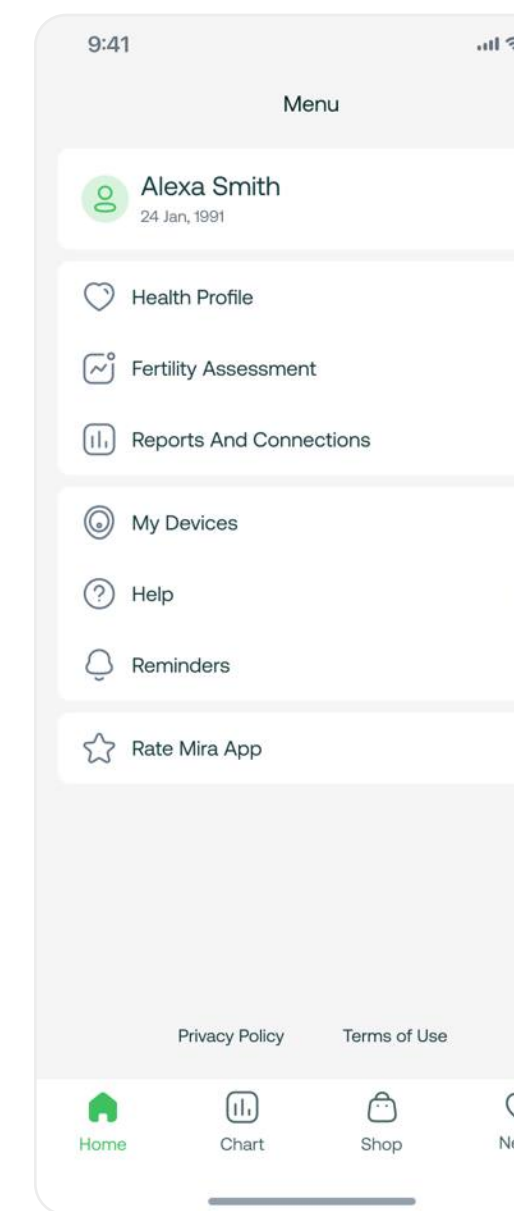 9:41
Menu
Alexa Smith
24 Jan, 1991
Health Profile
Fertility Assessment
Reports And Connections
My Devices
Help
Reminders
Rate Mira App
Privacy Policy Terms of Use
Home Chart Shop